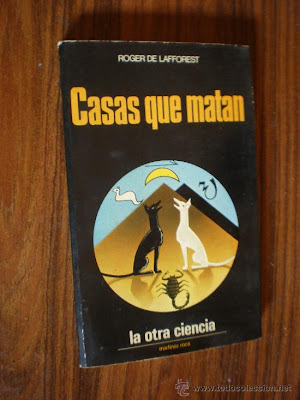 ROGER DE LAFFOREST
Casas que matan
la otra ciencia
martínez roca
© www.todocoleccion.net